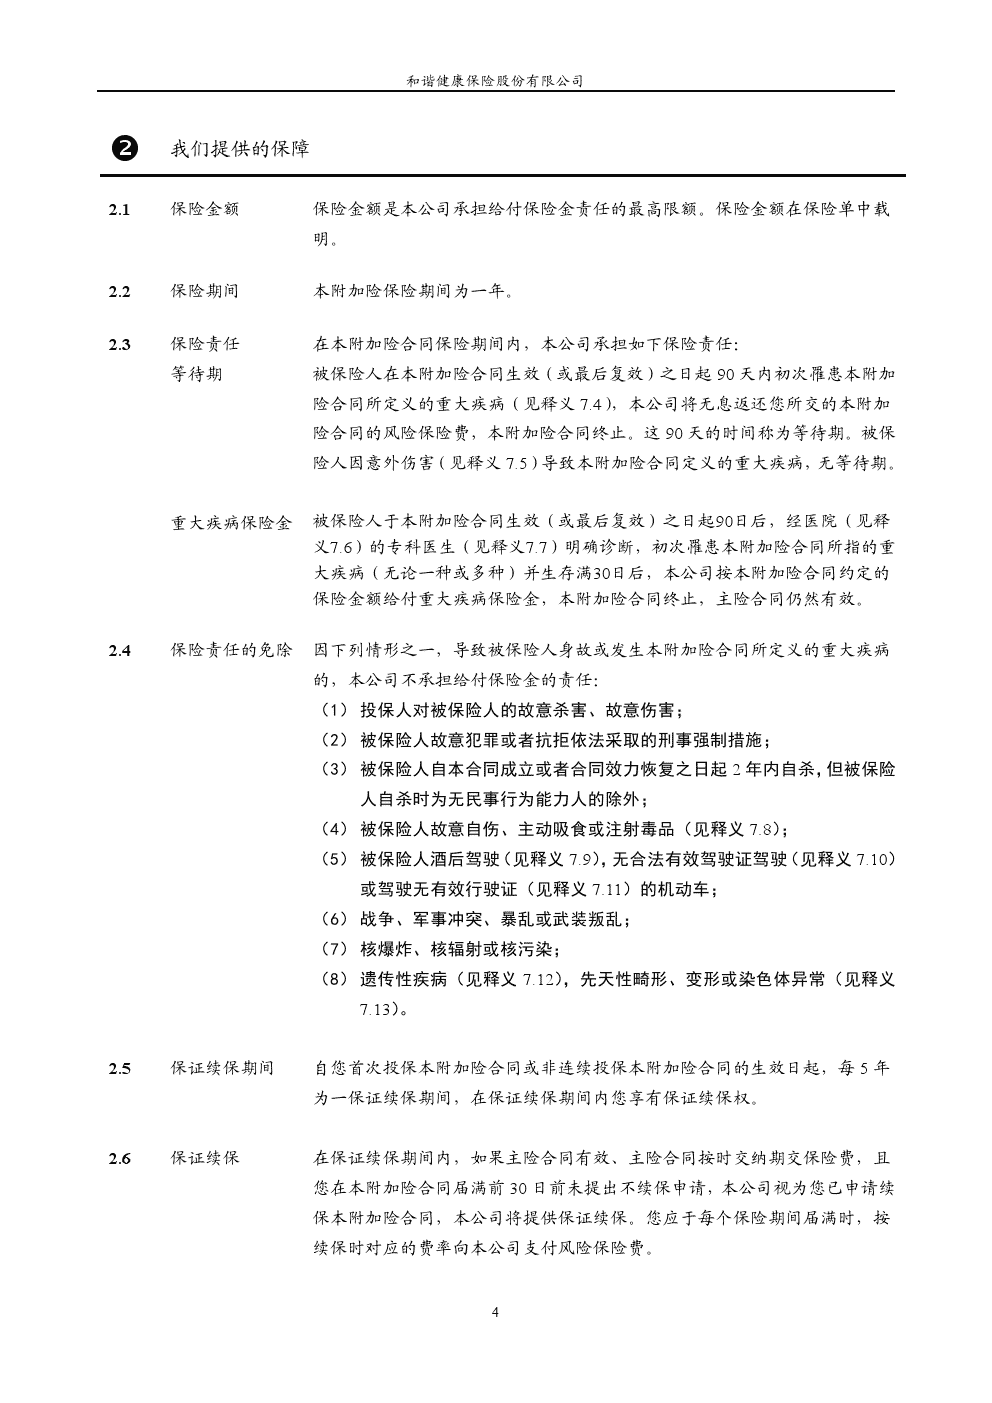 和谐健康保险股份有限公司
❷ 我们提供的保障
2.1 保险金额 保险金额是本公司承担给付保险金责任的最高限额。保险金额在保险单中载
明。
2.2 保险期间 本附加险保险期间为一年。
2.3 保险责任 在本附加险合同保险期间内，本公司承担如下保险责任：
等待期 被保险人在本附加险合同生效（或最后复效）之日起 90 天内初次罹患本附加
险合同所定义的重大疾病（见释义 7.4），本公司将无息返还您所交的本附加
险合同的风险保险费，本附加险合同终止。这 90 天的时间称为等待期。被保
险人因意外伤害（见释义 7.5）导致本附加险合同定义的重大疾病，无等待期。
重大疾病保险金 被保险人于本附加险合同生效（或最后复效）之日起90日后，经医院（见释
义7.6）的专科医生（见释义7.7）明确诊断，初次罹患本附加险合同所指的重
大疾病（无论一种或多种）并生存满30日后，本公司按本附加险合同约定的
保险金额给付重大疾病保险金，本附加险合同终止，主险合同仍然有效。
2.4 保险责任的免除 因下列情形之一，导致被保险人身故或发生本附加险合同所定义的重大疾病
的，本公司不承担给付保险金的责任：
（1） 投保人对被保险人的故意杀害、故意伤害；
（2） 被保险人故意犯罪或者抗拒依法采取的刑事强制措施；
（3） 被保险人自本合同成立或者合同效力恢复之日起 2 年内自杀，但被保险
人自杀时为无民事行为能力人的除外；
（4） 被保险人故意自伤、主动吸食或注射毒品（见释义 7.8）；
（5） 被保险人酒后驾驶（见释义 7.9），无合法有效驾驶证驾驶（见释义 7.10）
或驾驶无有效行驶证（见释义 7.11）的机动车；
（6） 战争、军事冲突、暴乱或武装叛乱；
（7） 核爆炸、核辐射或核污染；
（8） 遗传性疾病（见释义 7.12），先天性畸形、变形或染色体异常（见释义
7.13）。
2.5 保证续保期间 自您首次投保本附加险合同或非连续投保本附加险合同的生效日起，每 5 年
为一保证续保期间，在保证续保期间内您享有保证续保权。
2.6 保证续保 在保证续保期间内，如果主险合同有效、主险合同按时交纳期交保险费，且
您在本附加险合同届满前 30 日前未提出不续保申请，本公司视为您已申请续
保本附加险合同，本公司将提供保证续保。您应于每个保险期间届满时，按
续保时对应的费率向本公司支付风险保险费。
4